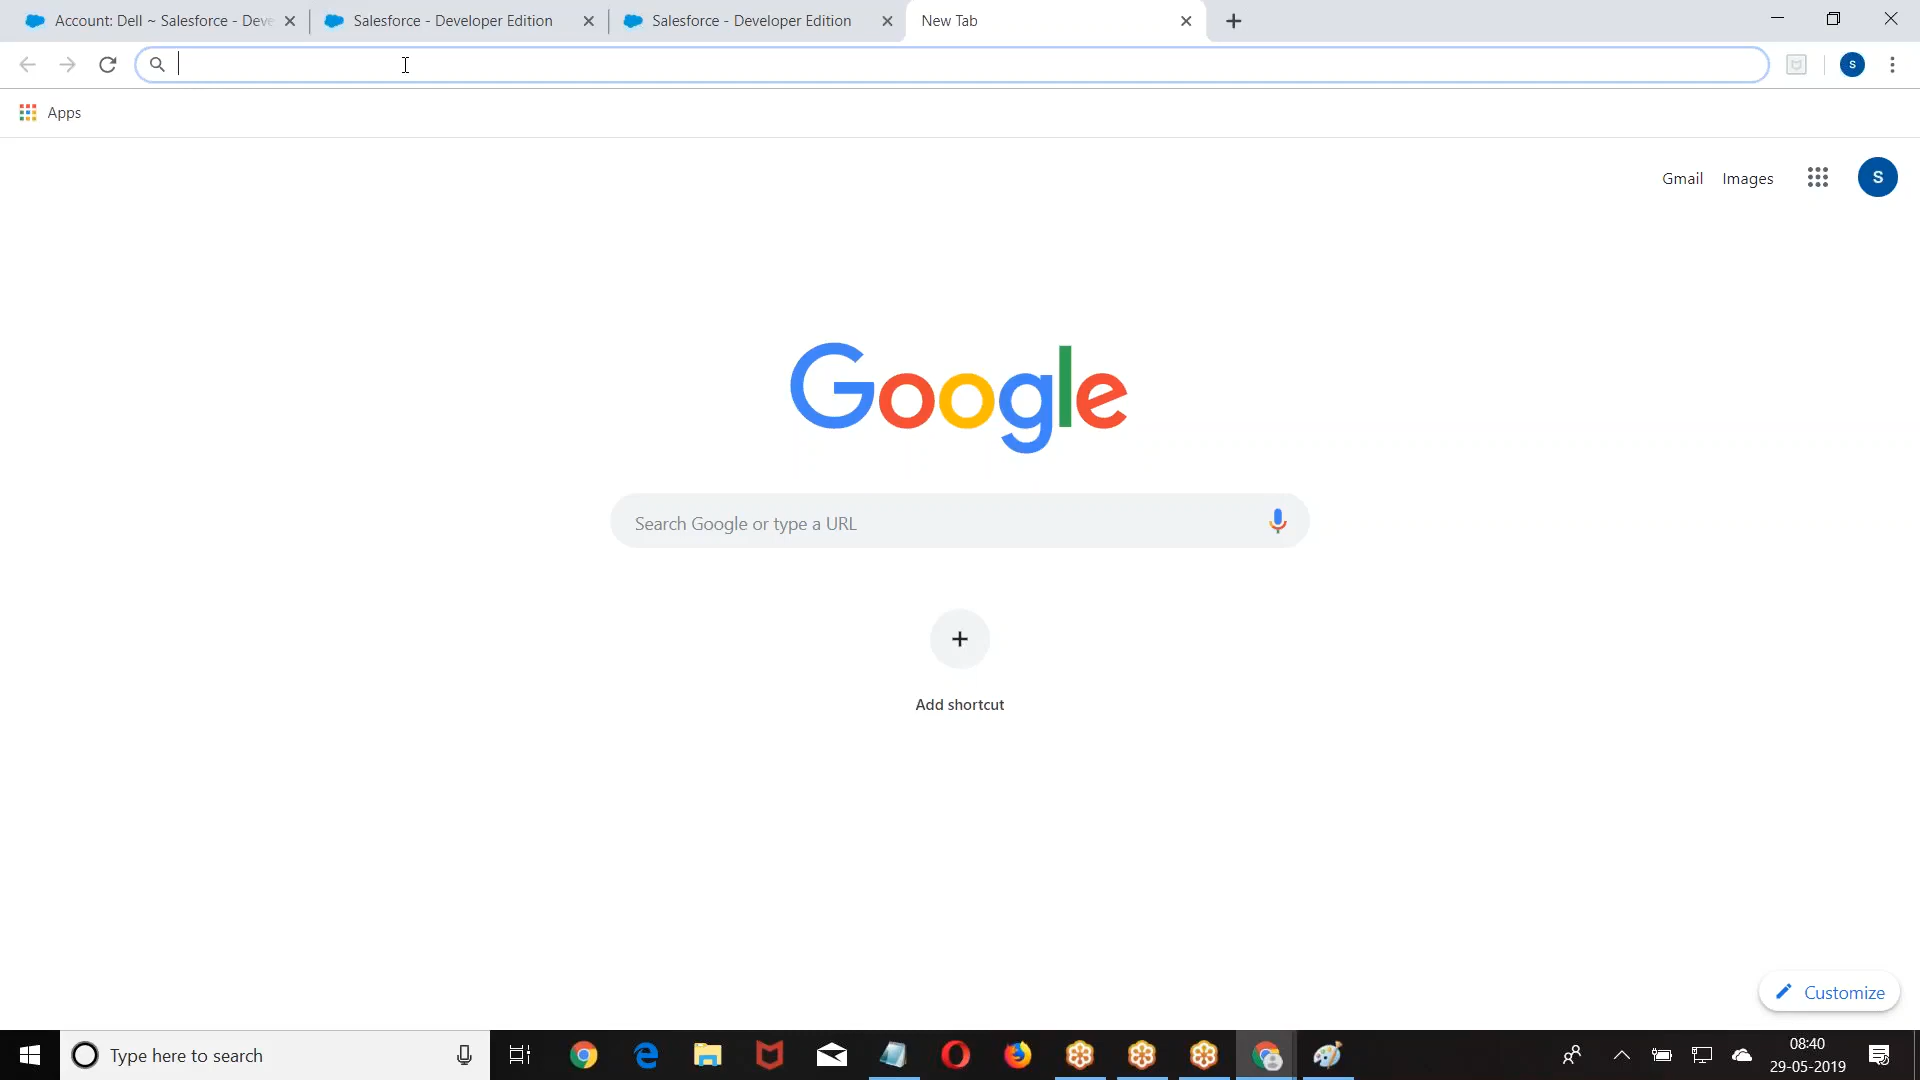 Account: Dell ~ Salesforce - Deve
Salesforce - Developer Edition
Salesforce - Developer Edition
New Tab
S
Apps
Gmail
Images
S
Google
Search Google or type a URL
Add shortcut
Customize
Type here to search
08:40
29-05-2019